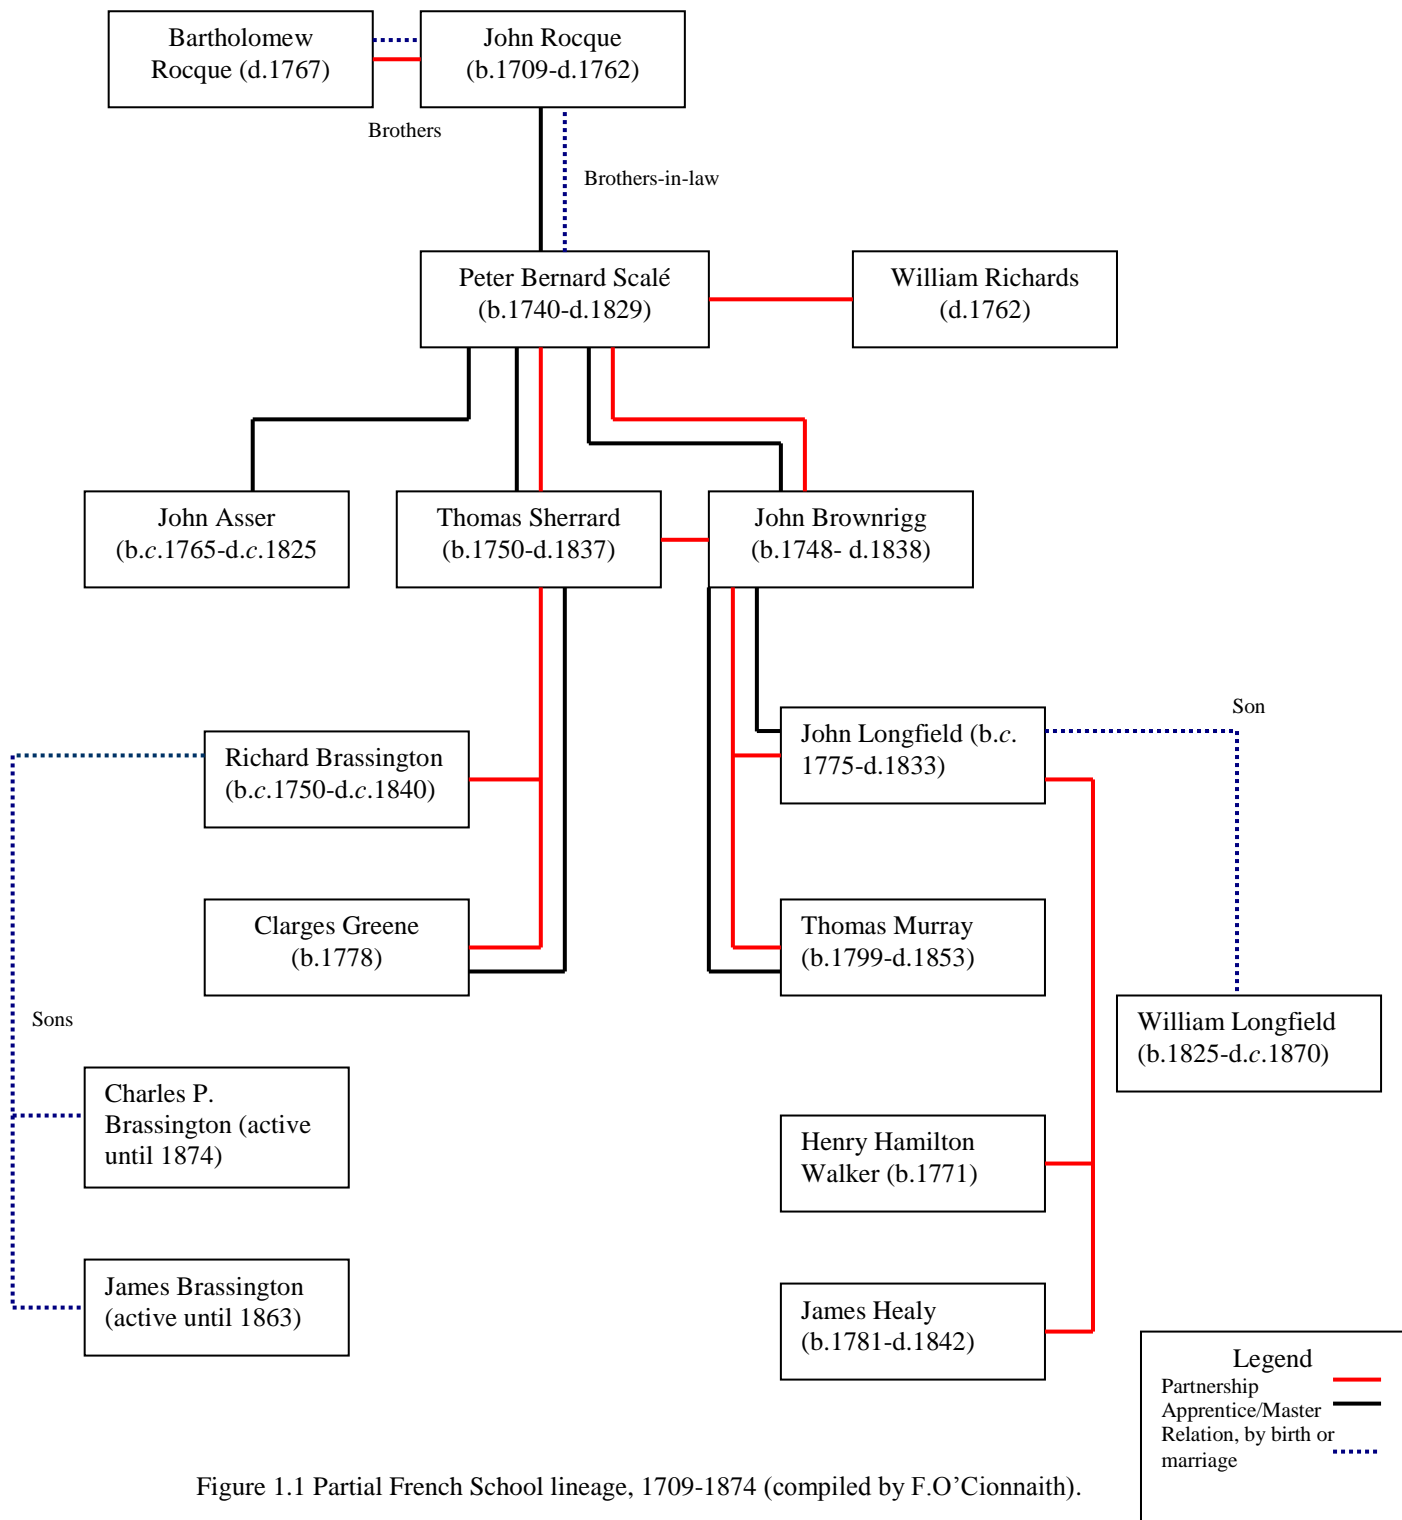 Bartholomew
Rocque (d.1767)
John Rocque
(b.1709-d.1762)
Brothers
Brothers-in-law
Peter Bernard Scalé
(b.1740-d.1829)
William Richards
(d.1762)
John Asser
(b.c.1765-d.c.1825
Thomas Sherrard
(b.1750-d.1837)
John Brownrigg
(b.1748- d.1838)
Richard Brassington
(b.c.1750-d.c.1840)
John Longfield (b.c.
1775-d.1833)
Son
Clarges Greene
(b.1778)
Thomas Murray
(b.1799-d.1853)
Sons
William Longfield
(b.1825-d.c.1870)
Charles P.
Brassington (active
until 1874)
Henry Hamilton
Walker (b.1771)
James Brassington
(active until 1863)
James Healy
(b.1781-d.1842)
Legend
Partnership
Apprentice/Master
Relation, by birth or
marriage
Figure 1.1 Partial French School lineage, 1709-1874 (compiled by F.O’Cionnaith).